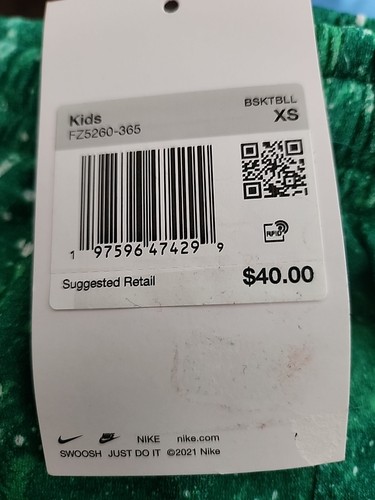 BSKTBLL
Kids XS
FZ5260-365
RFID
1 97596 47429 9
Suggested Retail $40.00
NIKE nike.com
SWOOSH JUST DO IT ©2021 Nike